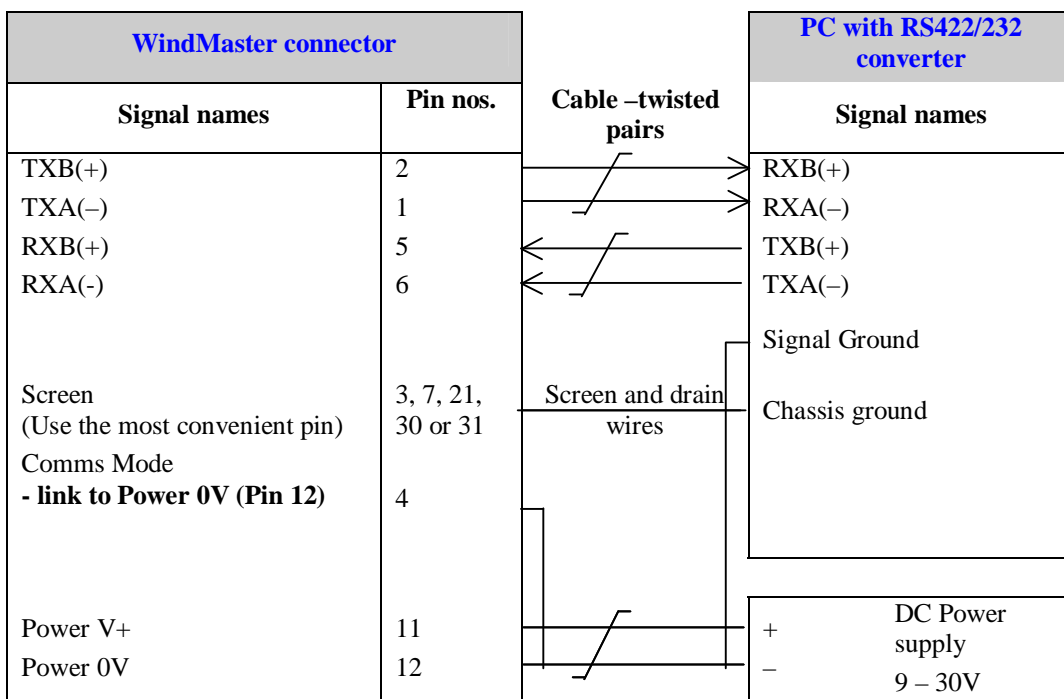 WindMaster connector
PC with RS422/232
converter
Signal names
Pin nos.
Cable –twisted
pairs
Signal names
TXB(+) 2 RXB(+)
TXA(–) 1 RXA(–)
RXB(+) 5 TXB(+)
RXA(-) 6 TXA(–)
Signal Ground
Screen 3, 7, 21, Screen and drain
(Use the most convenient pin) 30 or 31 wires Chassis ground
Comms Mode
- link to Power 0V (Pin 12) 4
Power V+ 11 + DC Power
supply
Power 0V 12 –
9 – 30V